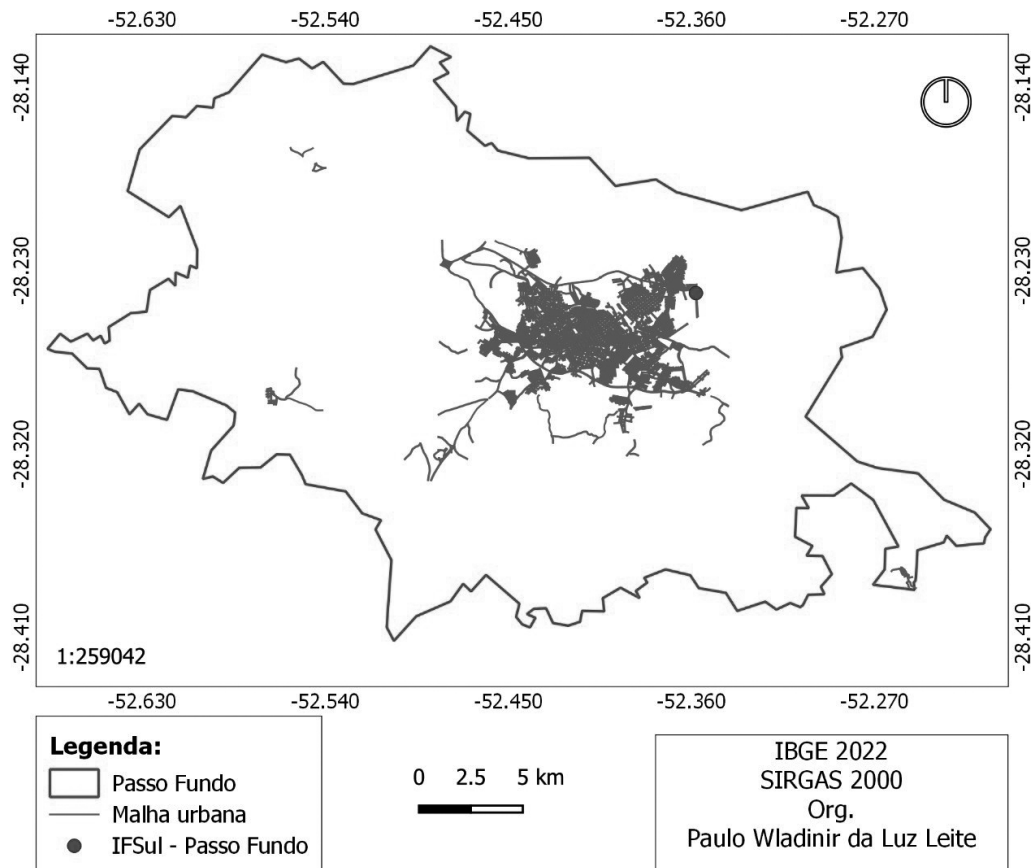 -52.630 -52.540 -52.450 -52.360 -52.270
-28.140 -28.140
-28.230 -28.230
-28.320 -28.320
-28.410 -28.410
1:259042
-52.630 -52.540 -52.450 -52.360 -52.270
Legenda:
Passo Fundo
Malha urbana
IFSul - Passo Fundo
0 2.5 5 km
IBGE 2022
SIRGAS 2000
Org.
Paulo Wladinir da Luz Leite